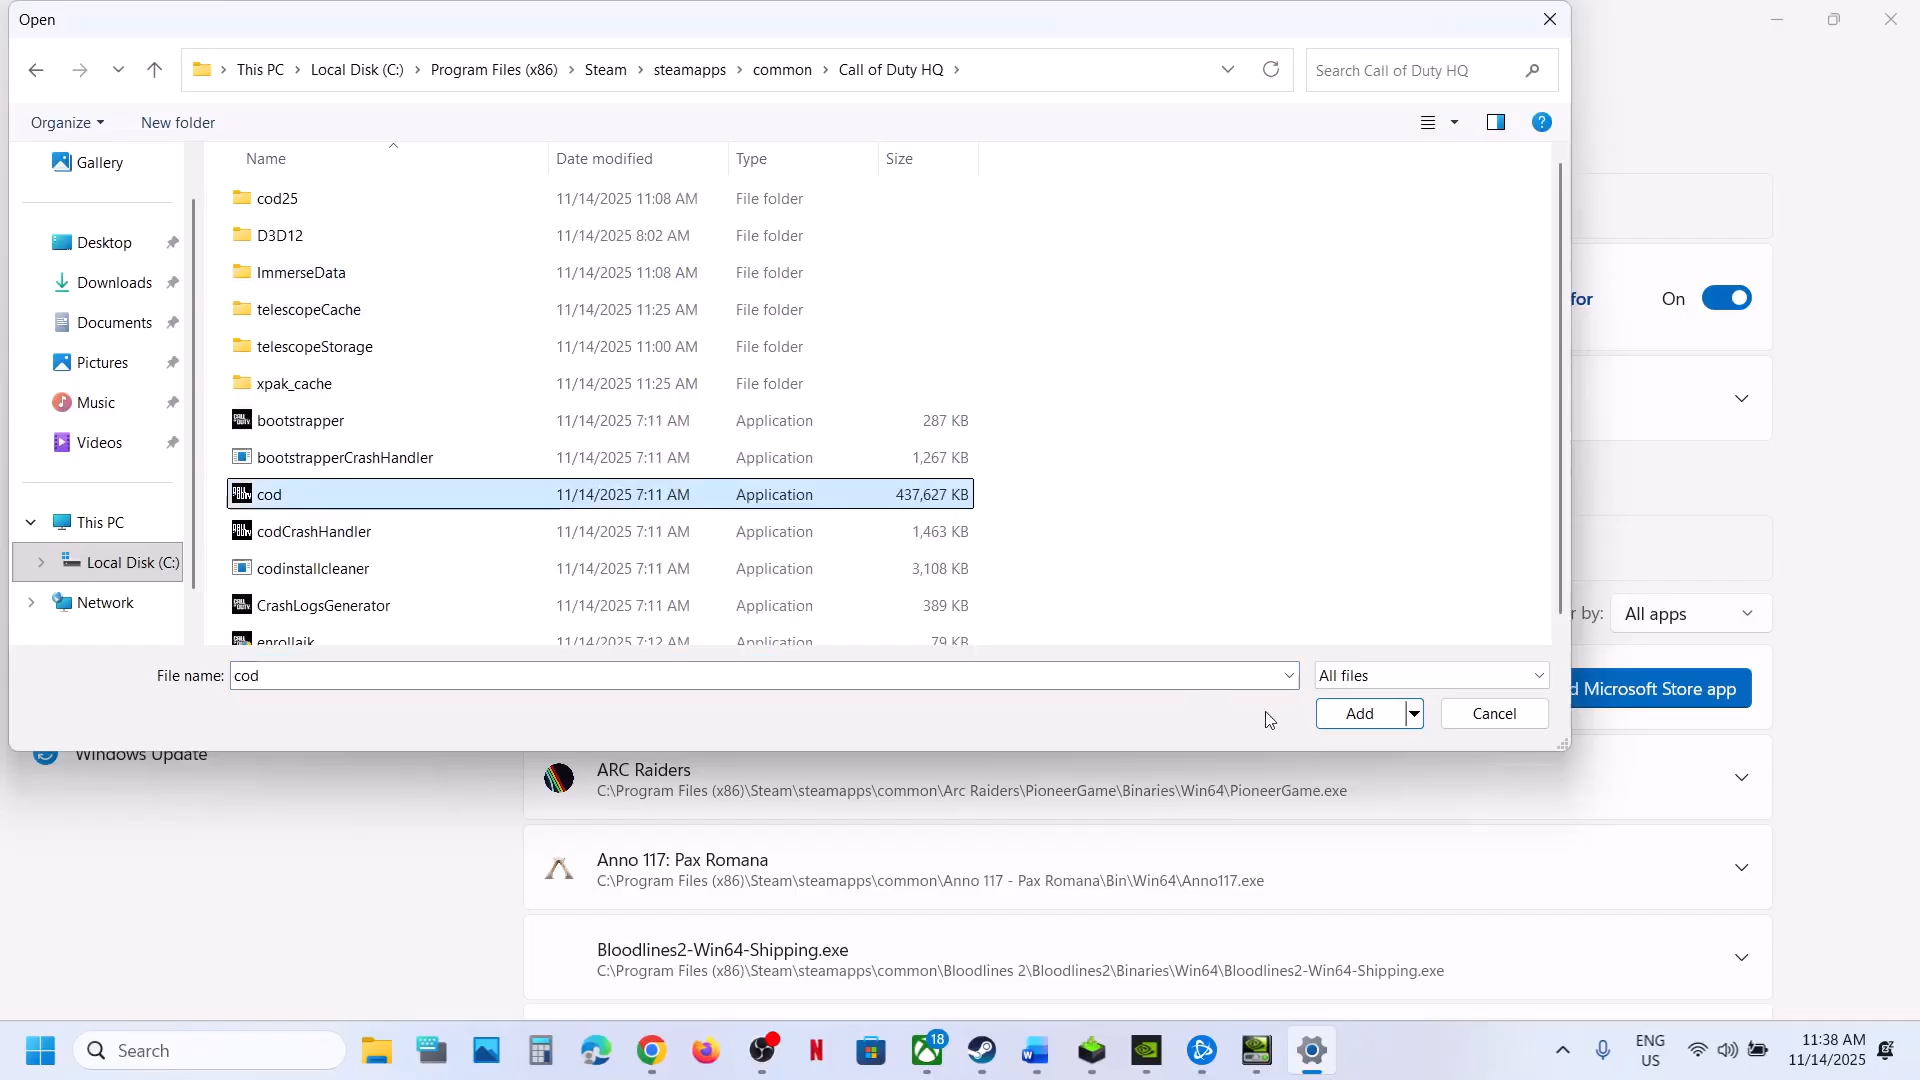 Open
This PC
Local Disk (C:)
Program Files (x86)
Steam
steamapps
common
Call of Duty HQ
Search Call of Duty HQ
Organize
New folder
Name
Date modified
Type
Size
Gallery
Desktop
Downloads
Documents
Pictures
Music
Videos
This PC
Local Disk (C:)
Network
cod25 11/14/2025 11:08 AM File folder
D3D12 11/14/2025 8:02 AM File folder
ImmerseData 11/14/2025 11:08 AM File folder
telescopeCache 11/14/2025 11:25 AM File folder
telescopeStorage 11/14/2025 11:00 AM File folder
xpak_cache 11/14/2025 11:25 AM File folder
bootstrapper 11/14/2025 7:11 AM Application 287 KB
bootstrapperCrashHandler 11/14/2025 7:11 AM Application 1,267 KB
cod 11/14/2025 7:11 AM Application 437,627 KB
codCrashHandler 11/14/2025 7:11 AM Application 1,463 KB
codinstallcleaner 11/14/2025 7:11 AM Application 3,108 KB
CrashLogsGenerator 11/14/2025 7:11 AM Application 389 KB
11/14/2025 7:12 AM Application 79 KB
File name: cod
All files
Add
Cancel
for
On
r by: All apps
d Microsoft Store app
Windows Update
ARC Raiders
C:\Program Files (x86)\Steam\steamapps\common\Arc Raiders\PioneerGame\Binaries\Win64\PioneerGame.exe
Anno 117: Pax Romana
C:\Program Files (x86)\Steam\steamapps\common\Anno 117 - Pax Romana\Bin\Win64\Anno117.exe
Bloodlines2-Win64-Shipping.exe
C:\Program Files (x86)\Steam\steamapps\common\Bloodlines 2\Bloodlines2\Binaries\Win64\Bloodlines2-Win64-Shipping.exe
Search
18
ENG
US
11:38 AM
11/14/2025